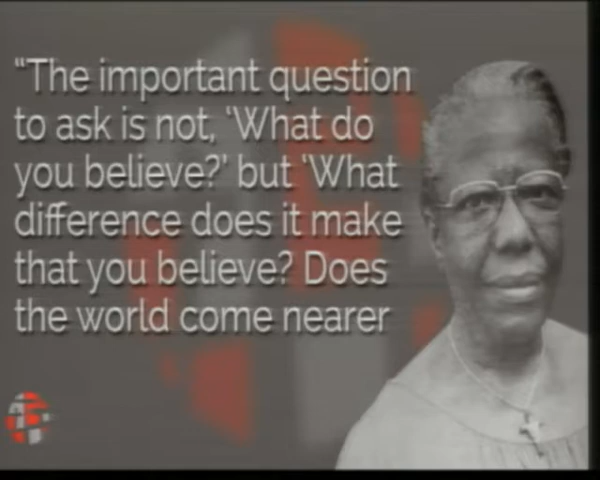 “The important question
to ask is not, ‘What do
you believe?’ but ‘What
difference does it make
that you believe? Does
the world come nearer